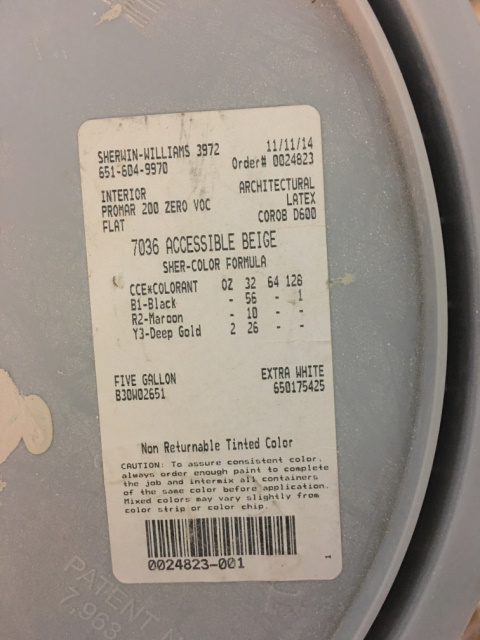 SHERWIN-WILLIAMS 3972 11/11/14
651-604-9970 Order# 0024823
INTERIOR ARCHITECTURAL
PROMAR 200 ZERO VOC LATEX
FLAT COROB D600
7036 ACCESSIBLE BEIGE
SHER-COLOR FORMULA
CCE*COLORANT OZ 32 64 128
B1-Black - 56 - 1
R2-Maroon - 10 - -
Y3-Deep Gold 2 26 - -
FIVE GALLON EXTRA WHITE
B30W02651 650175425
Non Returnable Tinted Color
CAUTION: To assure consistent color,
always order enough paint to complete
the job and intermix all containers
of the same color before application.
Mixed colors may vary slightly from
color strip or color chip.
0024823-001
PATENT
7,963